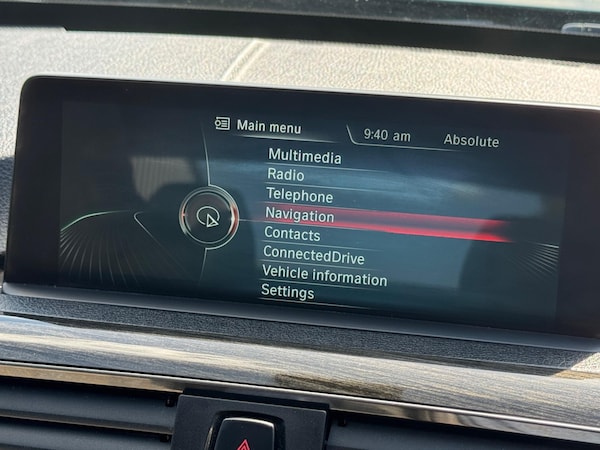 Main menu
9:40 am
Absolute
Multimedia
Radio
Telephone
Navigation
Contacts
ConnectedDrive
Vehicle information
Settings